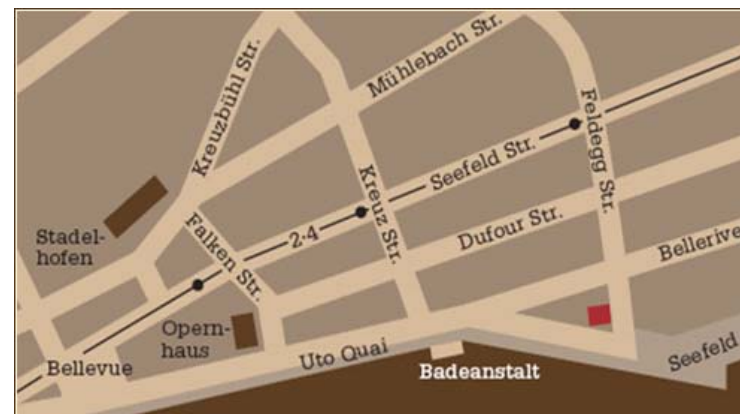 Kreuzbühl Str.
Mühlebach Str.
Feldegg Str.
Seefeld Str.
Kreuz Str.
Stadel-
hofen
Falken Str.
2-4
Dufour Str.
Bellerive
Opern-
haus
Uto Quai
Bellevue
Badeanstalt
Seefeld